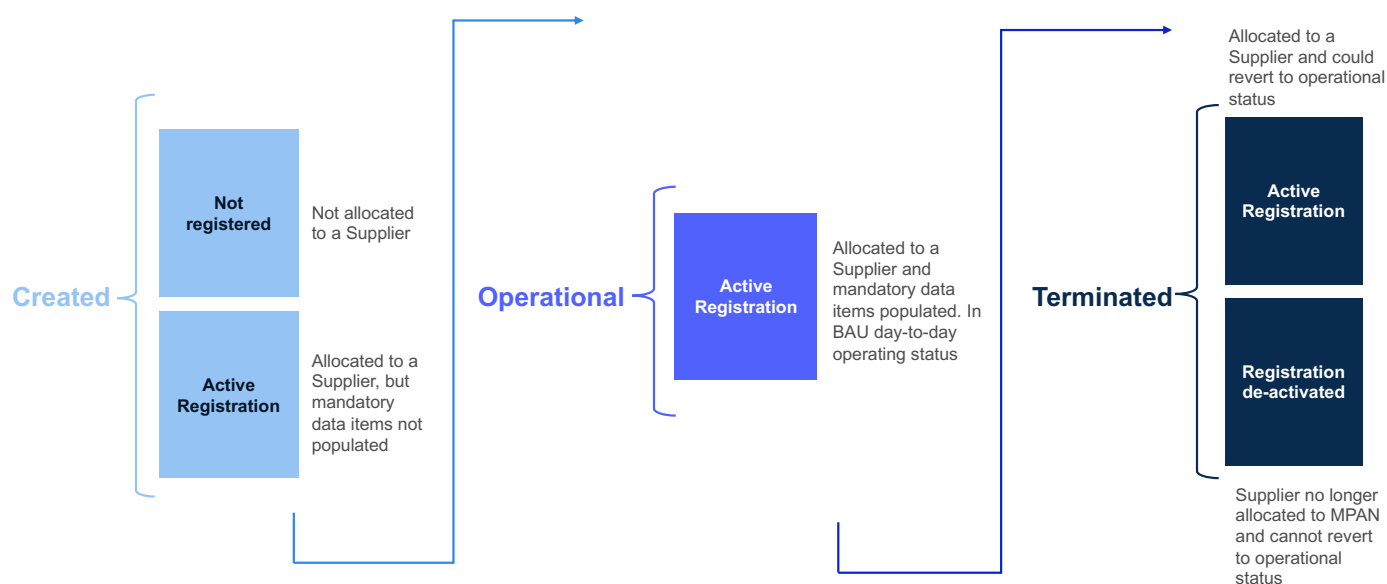 Created
Not
registered
Not allocated
to a Supplier
Active
Registration
Allocated to a
Supplier, but
mandatory
data items not
populated
Operational
Active
Registration
Allocated to a
Supplier and
mandatory data
items populated. In
BAU day-to-day
operating status
Terminated
Allocated to a
Supplier and could
revert to operational
status
Active
Registration
Registration
de-activated
Supplier no longer
allocated to MPAN
and cannot revert
to operational
status